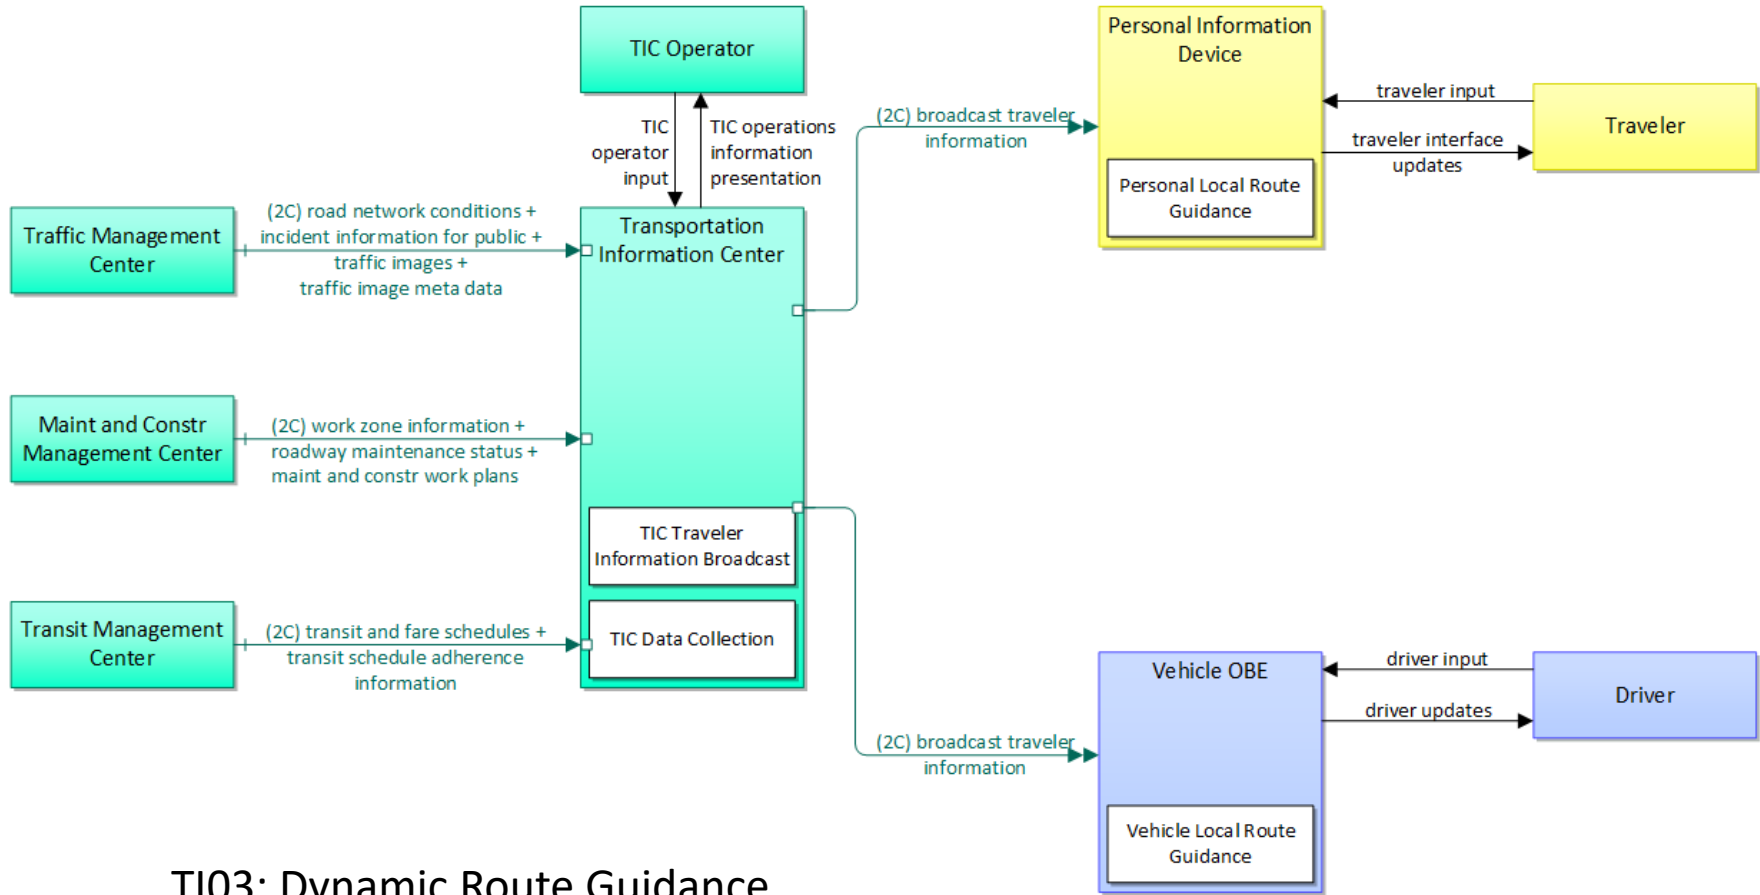 TIC Operator
TIC
operator
input
TIC operations
information
presentation
Personal Information
Device
Personal Local Route
Guidance
traveler input
traveler interface
updates
Traveler
(2C) broadcast traveler
information
Traffic Management
Center
(2C) road network conditions +
incident information for public +
traffic images +
traffic image meta data
Transportation
Information Center
Maint and Constr
Management Center
(2C) work zone information +
roadway maintenance status +
maint and constr work plans
TIC Traveler
Information Broadcast
TIC Data Collection
Transit Management
Center
(2C) transit and fare schedules +
transit schedule adherence
information
(2C) broadcast traveler
information
Vehicle OBE
Vehicle Local Route
Guidance
driver input
driver updates
Driver
TI03: Dynamic Route Guidance